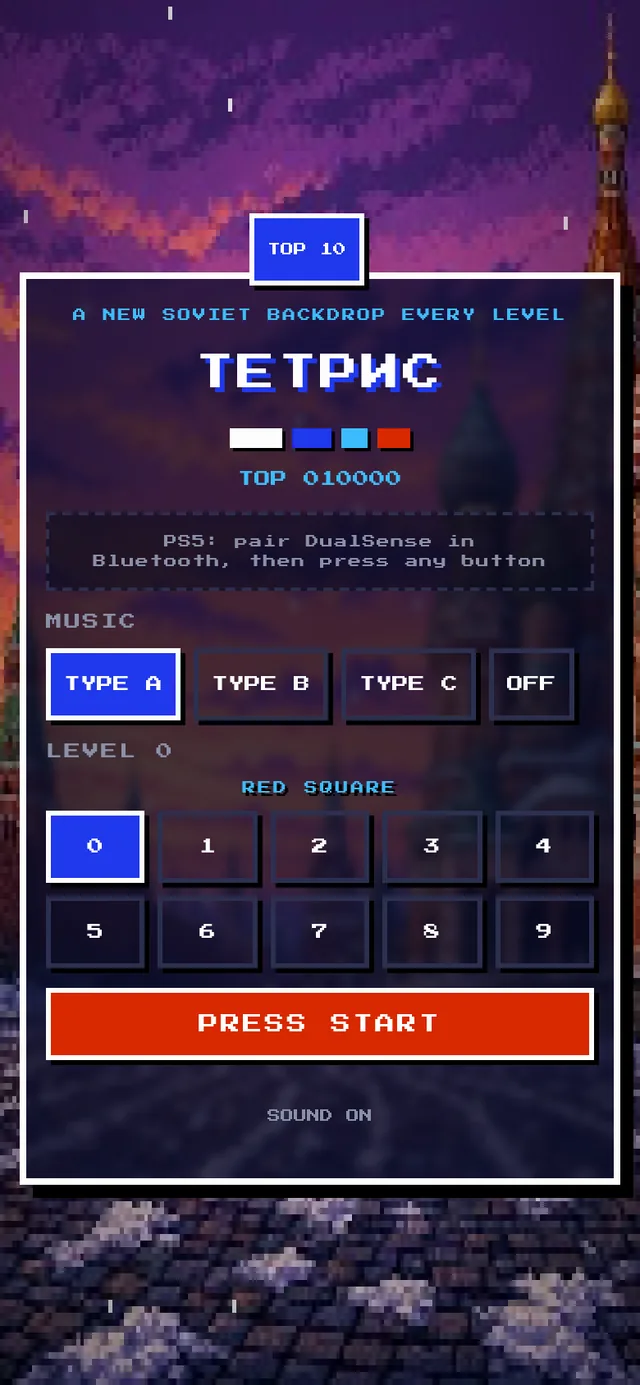 TOP 10
A NEW SOVIET BACKDROP EVERY LEVEL
ТЕТРИС
TOP 010000
PS5: pair DualSense in
Bluetooth, then press any button
MUSIC
TYPE A TYPE B TYPE C OFF
LEVEL 0
RED SQUARE
0 1 2 3 4
5 6 7 8 9
PRESS START
SOUND ON